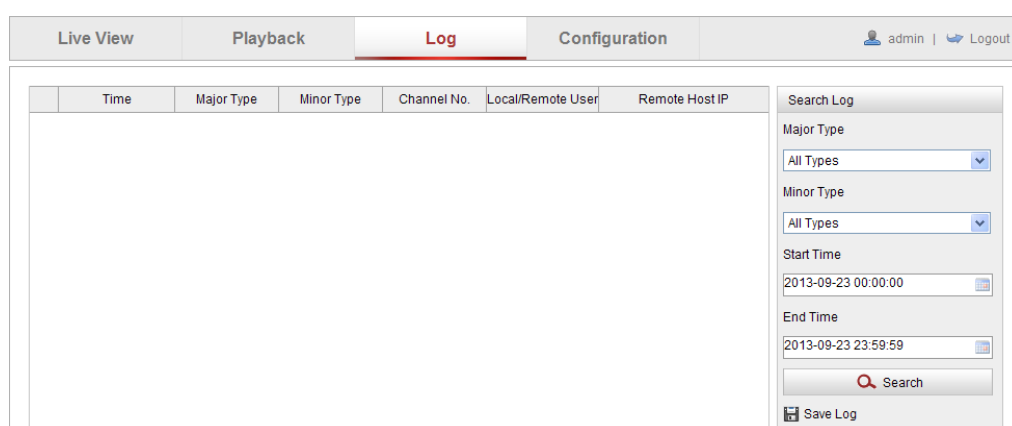 Live View Playback Log Configuration admin | Logout
Time Major Type Minor Type Channel No. Local/Remote User Remote Host IP
Search Log
Major Type
All Types
Minor Type
All Types
Start Time
2013-09-23 00:00:00
End Time
2013-09-23 23:59:59
Search
Save Log